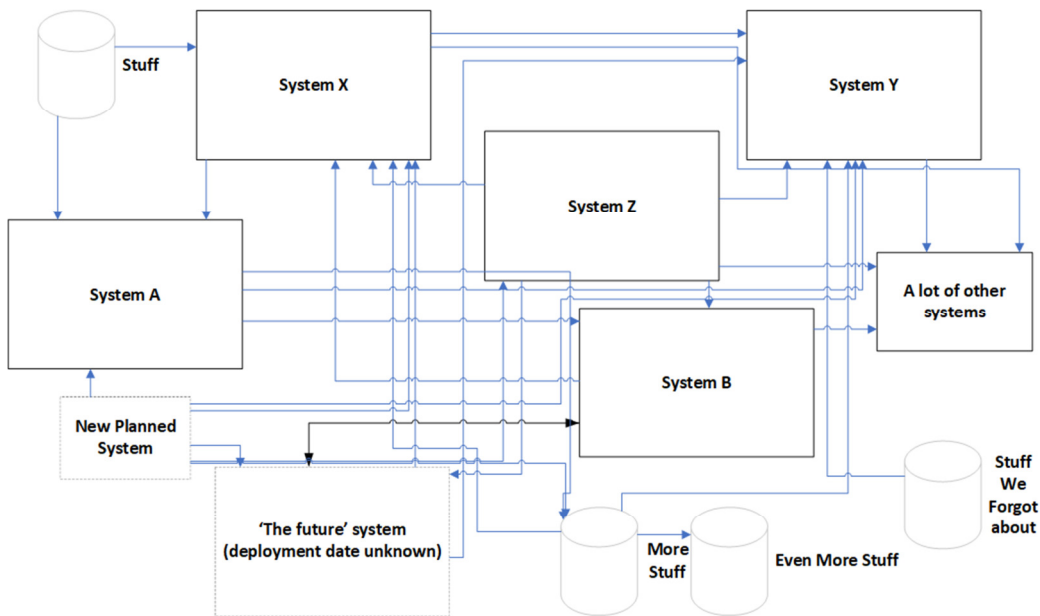 Stuff
System X
System Y
System Z
System A
A lot of other
systems
System B
New Planned
System
‘The future’ system
(deployment date unknown)
More
Stuff
Even More Stuff
Stuff
We
Forgot
about